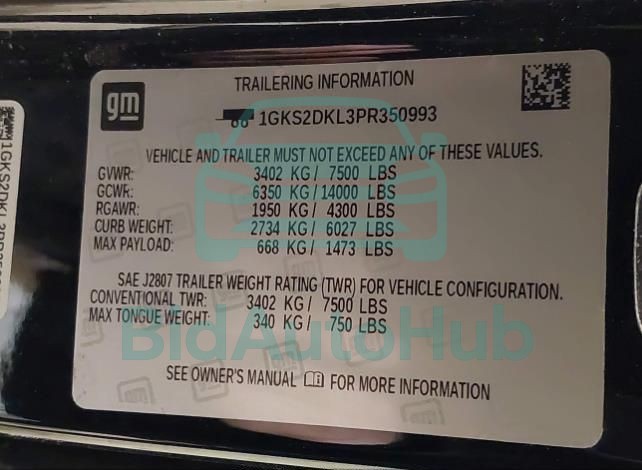 gm
TRAILERING INFORMATION
1GKS2DKL3PR350993
VEHICLE AND TRAILER MUST NOT EXCEED ANY OF THESE VALUES.
GVWR: 3402 KG/ 7500 LBS
GCWR: 6350 KG/14000 LBS
RGAWR: 1950 KG/ 4300 LBS
CURB WEIGHT: 2734 KG/ 6027 LBS
MAX PAYLOAD: 668 KG/ 1473 LBS
SAE J2807 TRAILER WEIGHT RATING (TWR) FOR VEHICLE CONFIGURATION.
CONVENTIONAL TWR: 3402 KG/ 7500 LBS
MAX TONGUE WEIGHT: 340 KG/ 750 LBS
BidAutoHub
SEE OWNER'S MANUAL FOR MORE INFORMATION